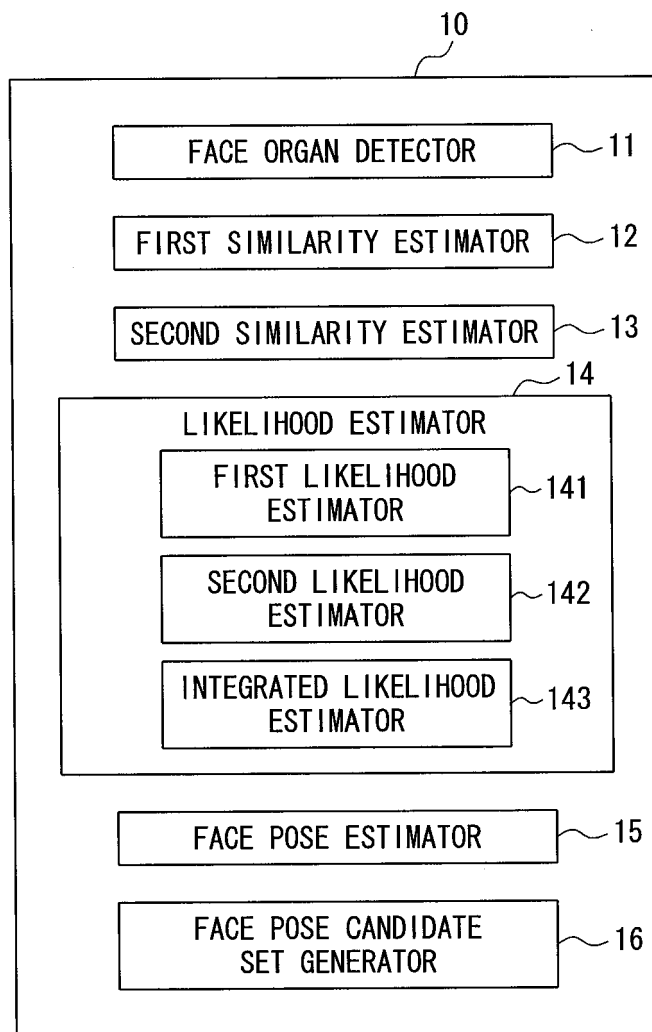 10
FACE ORGAN DETECTOR 11
FIRST SIMILARITY ESTIMATOR 12
SECOND SIMILARITY ESTIMATOR 13
14
LIKELIHOOD ESTIMATOR
FIRST LIKELIHOOD
ESTIMATOR
141
SECOND LIKELIHOOD
ESTIMATOR
142
INTEGRATED LIKELIHOOD
ESTIMATOR
143
FACE POSE ESTIMATOR 15
FACE POSE CANDIDATE
SET GENERATOR
16